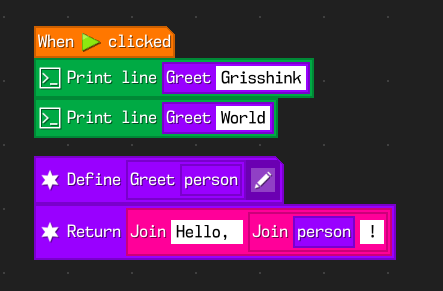 When clicked
Print line Greet Grisshink
Print line Greet World
Define Greet person
Return Join Hello, Join person !